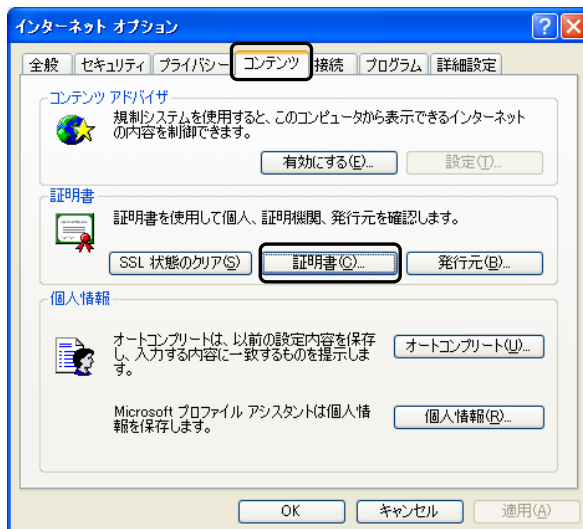 インターネット オプション
全般 セキュリティ プライバシー コンテンツ 接続 プログラム 詳細設定
コンテンツ アドバイザ
規制システムを使用すると、このコンピュータから表示できるインターネット
の内容を制御できます。
有効にする(E)... 設定(T)...
証明書
証明書を使用して個人、証明機関、発行元を確認します。
SSL 状態のクリア(S) 証明書(C)... 発行元(B)...
個人情報
オートコンプリートは、以前の設定内容を保存
し、入力する内容に一致するものを提示しま
す。
オートコンプリート(U)...
Microsoft プロファイル アシスタントは個人情
報を保存します。
個人情報(R)...
OK キャンセル 適用(A)